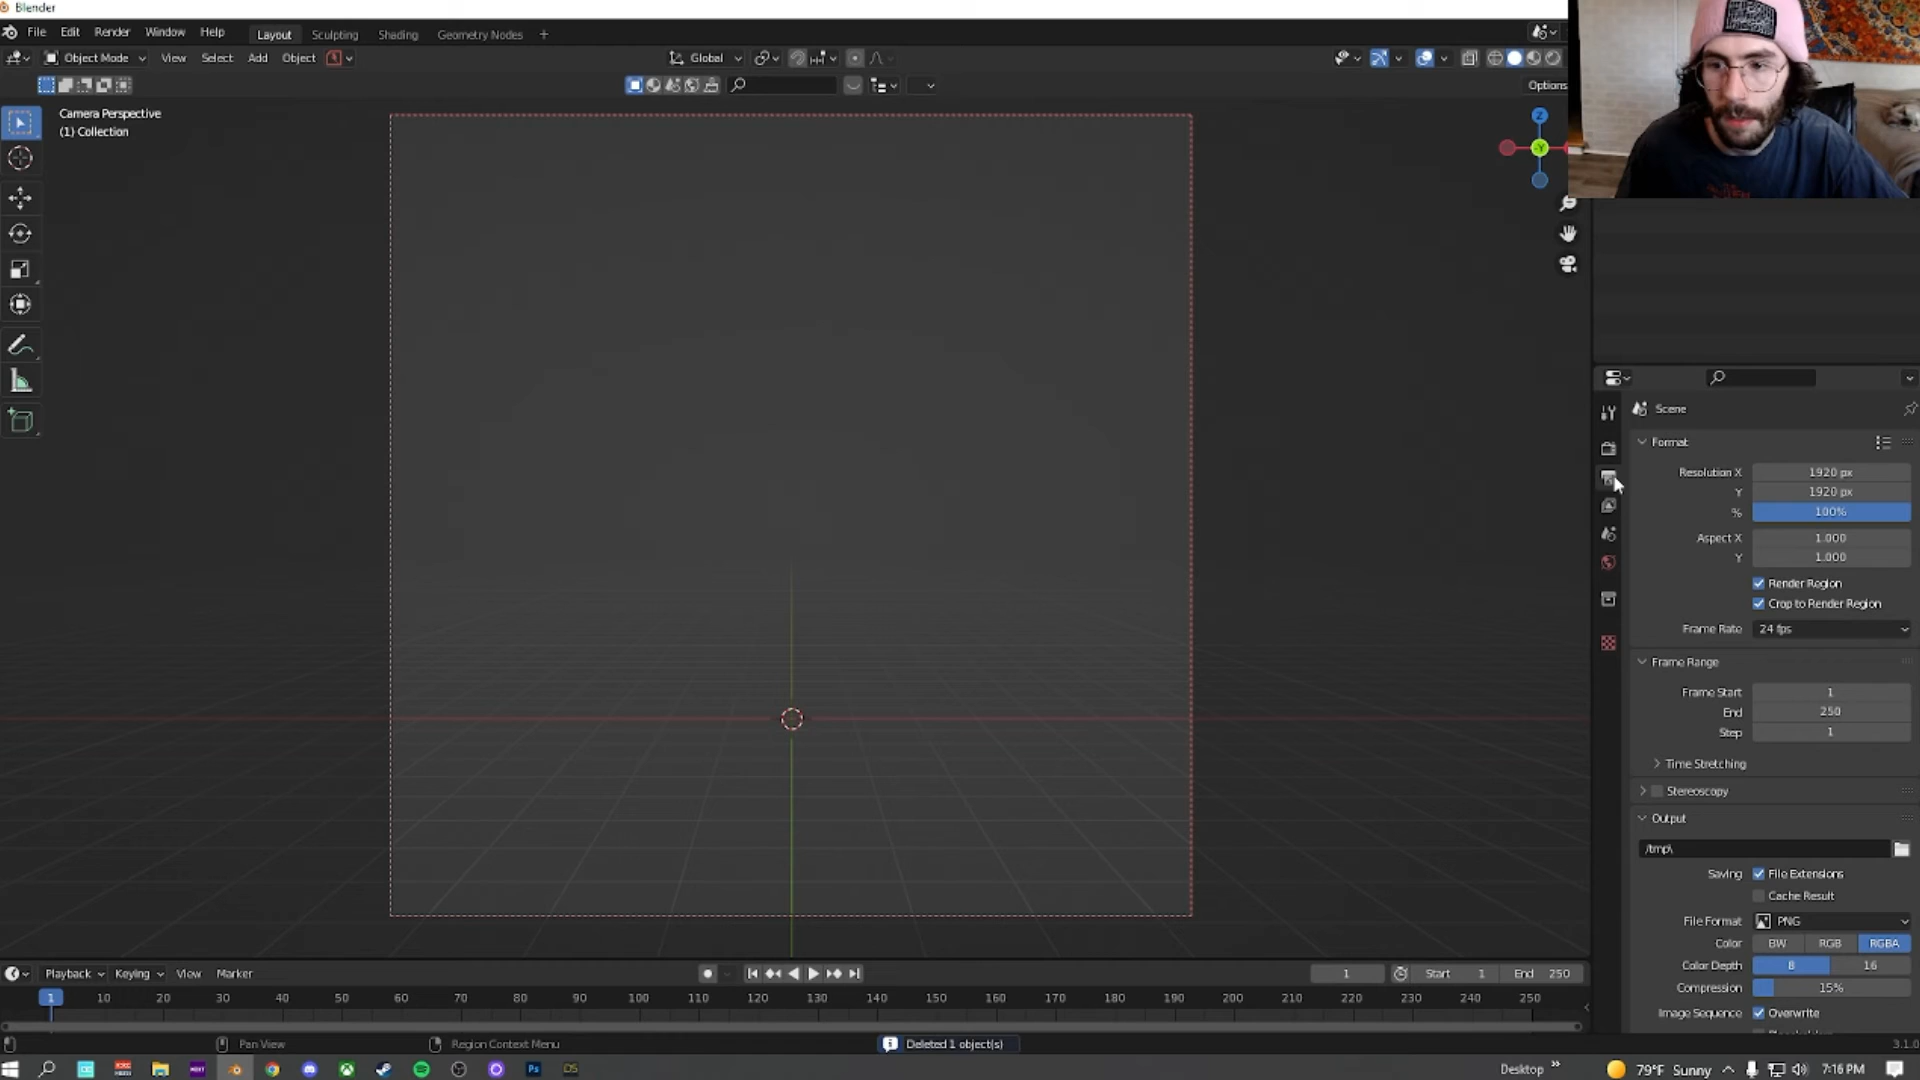 Blender
File Edit Render Window Help
Layout Sculpting Shading Geometry Nodes +
Object Mode View Select Add Object
Global
Options
Camera Perspective
(1) Collection
Z
-Y
Scene
Format
Resolution X 1920 px
Y 1920 px
% 100%
Aspect X 1.000
Y 1.000
Render Region
Crop to Render Region
Frame Rate 24 fps
Frame Range
Frame Start 1
End 250
Step 1
Time Stretching
Stereoscopy
Output
/tmp\
Saving File Extensions
Cache Result
File Format PNG
Color BW RGB RGBA
Color Depth 8 16
Compression 15%
Image Sequence Overwrite
Playback Keying View Marker
1 Start 1 End 250
1 10 20 30 40 50 60 70 80 90 100 110 120 130 140 150 160 170 180 190 200 210 220 230 240 250
Pan View Region Context Menu Deleted 1 object(s) 3.1.0
Ps DS Desktop 79°F Sunny 7:16 PM